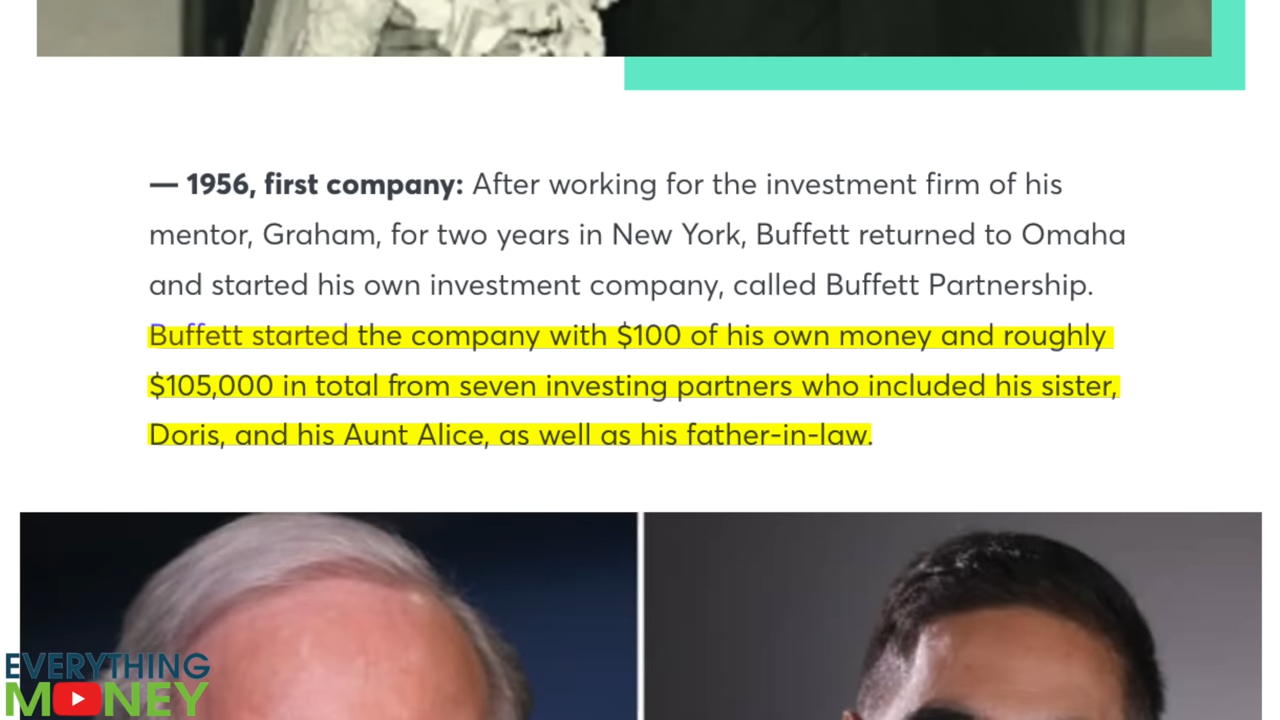 — 1956, first company: After working for the investment firm of his
mentor, Graham, for two years in New York, Buffett returned to Omaha
and started his own investment company, called Buffett Partnership.
Buffett started the company with $100 of his own money and roughly
$105,000 in total from seven investing partners who included his sister,
Doris, and his Aunt Alice, as well as his father-in-law.
EVERYTHING
MONEY